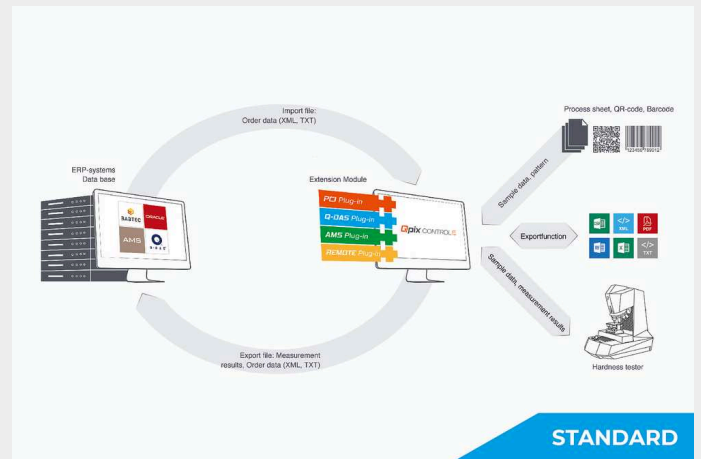 Import file:
Order data (XML, TXT)
Process sheet, QR-code, Barcode
ERP-systems
Data base
Extension Module
BABTEC
ORACLE
AMS
PCI Plug-in
Q-DAS Plug-in
AMS Plug-in
REMOTE Plug-in
Qpix CONTROL
Sample data, pattern
Exportfunction
</>
XML
PDF
</>
TXT
Sample data, measurement results
Export file: Measurement
results, Order data (XML, TXT)
Hardness tester
STANDARD